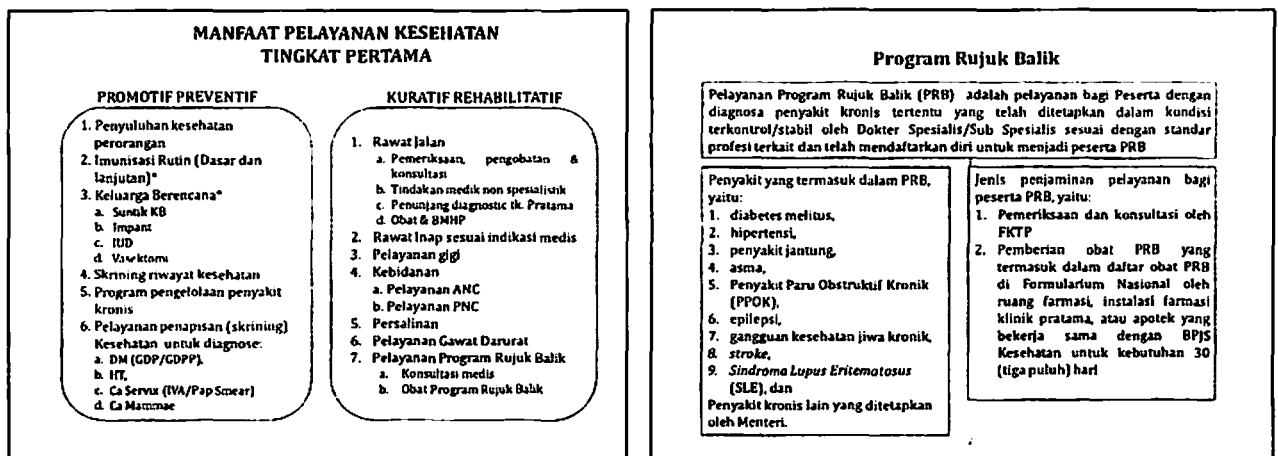 MANFAAT PELAYANAN KESEHATAN
TINGKAT PERTAMA
PROMOTIF PREVENTIF
1. Penyuluhan kesehatan
perorangan
2. Imunisasi Rutin (Dasar dan
lanjutan)*
3. Keluarga Berencana*
a. Suntik KB
b. Impant
c. IUD
d. Vasektomi
4. Skrining riwayat kesehatan
5. Program pengelolaan penyakit
kronis
6. Pelayanan penapisan (skrining)
Kesehatan untuk diagnose:
a. DM (GDP/GDPP),
b. HT,
c. Ca Servix (IVA/Pap Smear)
d. Ca Mammae
KURATIF REHABILITATIF
1. Rawat Jalan
a. Pemeriksaan, pengobatan &
konsultasi
b. Tindakan medik non spesialistik
c. Penunjang diagnostic tk. Pratama
d. Obat & BMHP
2. Rawat Inap sesuai indikasi medis
3. Pelayanan gigi
4. Kebidanan
a. Pelayanan ANC
b. Pelayanan PNC
5. Persalinan
6. Pelayanan Gawat Darurat
7. Pelayanan Program Rujuk Balik
a. Konsultasi medis
b. Obat Program Rujuk Balik
Program Rujuk Balik
Pelayanan Program Rujuk Balik (PRB) adalah pelayanan bagi Peserta dengan
diagnosa penyakit kronis tertentu yang telah ditetapkan dalam kondisi
terkontrol/stabil oleh Dokter Spesialis/Sub Spesialis sesuai dengan standar
profesi terkait dan telah mendaftarkan diri untuk menjadi peserta PRB
Penyakit yang termasuk dalam PRB,
yaitu:
1. diabetes melitus,
2. hipertensi,
3. penyakit jantung,
4. asma,
5. Penyakit Paru Obstruktif Kronik
(PPOK),
6. epilepsi,
7. gangguan kesehatan jiwa kronik,
8. stroke,
9. Sindroma Lupus Eritematosus
(SLE), dan
Penyakit kronis lain yang ditetapkan
oleh Menteri.
Jenis penjaminan pelayanan bagi
peserta PRB, yaitu:
1. Pemeriksaan dan konsultasi oleh
FKTP
2. Pemberian obat PRB yang
termasuk dalam daftar obat PRB
di Formularium Nasional oleh
ruang farmasi, instalasi farmasi
klinik pratama, atau apotek yang
bekerja sama dengan BPJS
Kesehatan untuk kebutuhan 30
(tiga puluh) hari